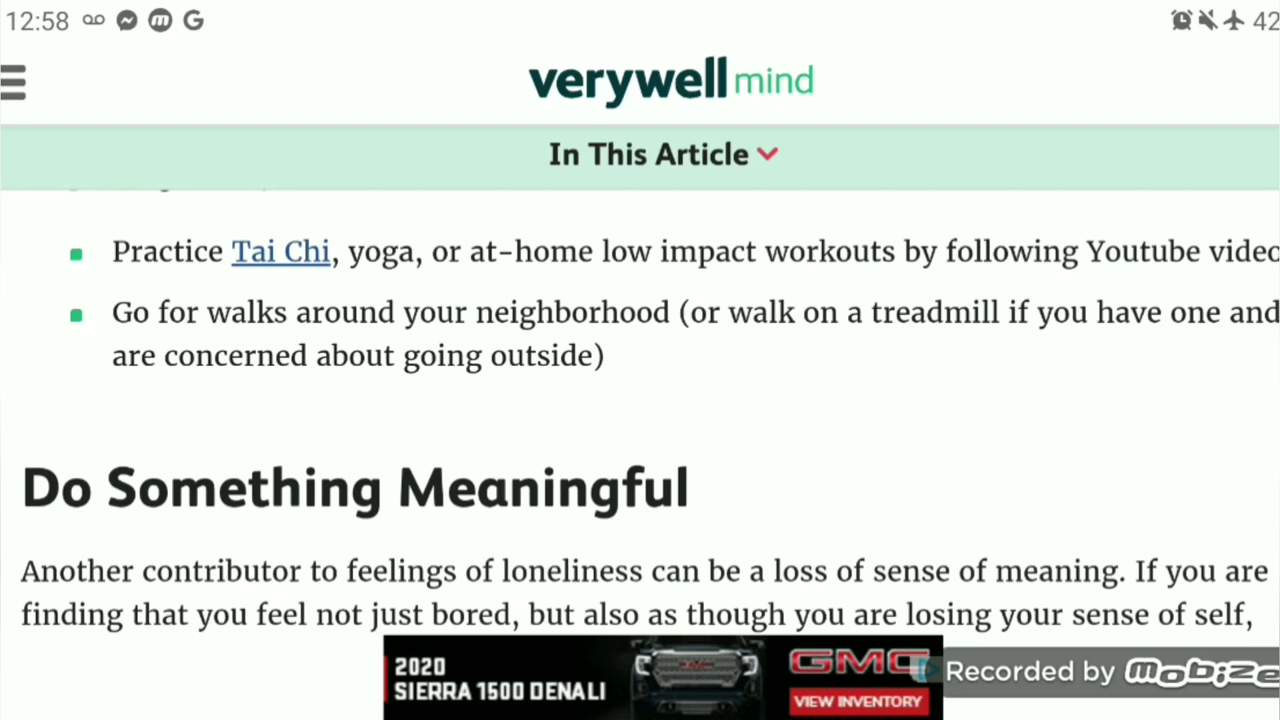 12:58
42
verywell mind
In This Article
Practice Tai Chi, yoga, or at-home low impact workouts by following Youtube
Go for walks around your neighborhood (or walk on a treadmill if you have one and
are concerned about going outside)
Do Something Meaningful
Another contributor to feelings of loneliness can be a loss of sense of meaning. If you are
finding that you feel not just bored, but also as though you are losing your sense of self,
2020
SIERRA 1500 DENALI
GMC
VIEW INVENTORY
Recorded by